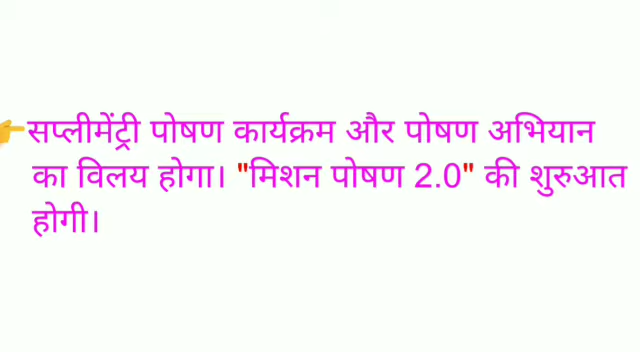 👉सप्लीमेंट्री पोषण कार्यक्रम और पोषण अभियान
का विलय होगा। "मिशन पोषण 2.0" की शुरुआत
होगी।